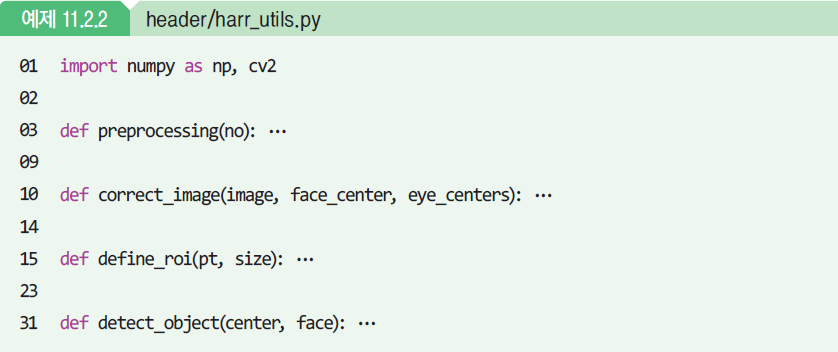 예제 11.2.2 header/harr_utils.py
01 import numpy as np, cv2
02
03 def preprocessing(no): ⋯
09
10 def correct_image(image, face_center, eye_centers): ⋯
14
15 def define_roi(pt, size): ⋯
23
31 def detect_object(center, face): ⋯